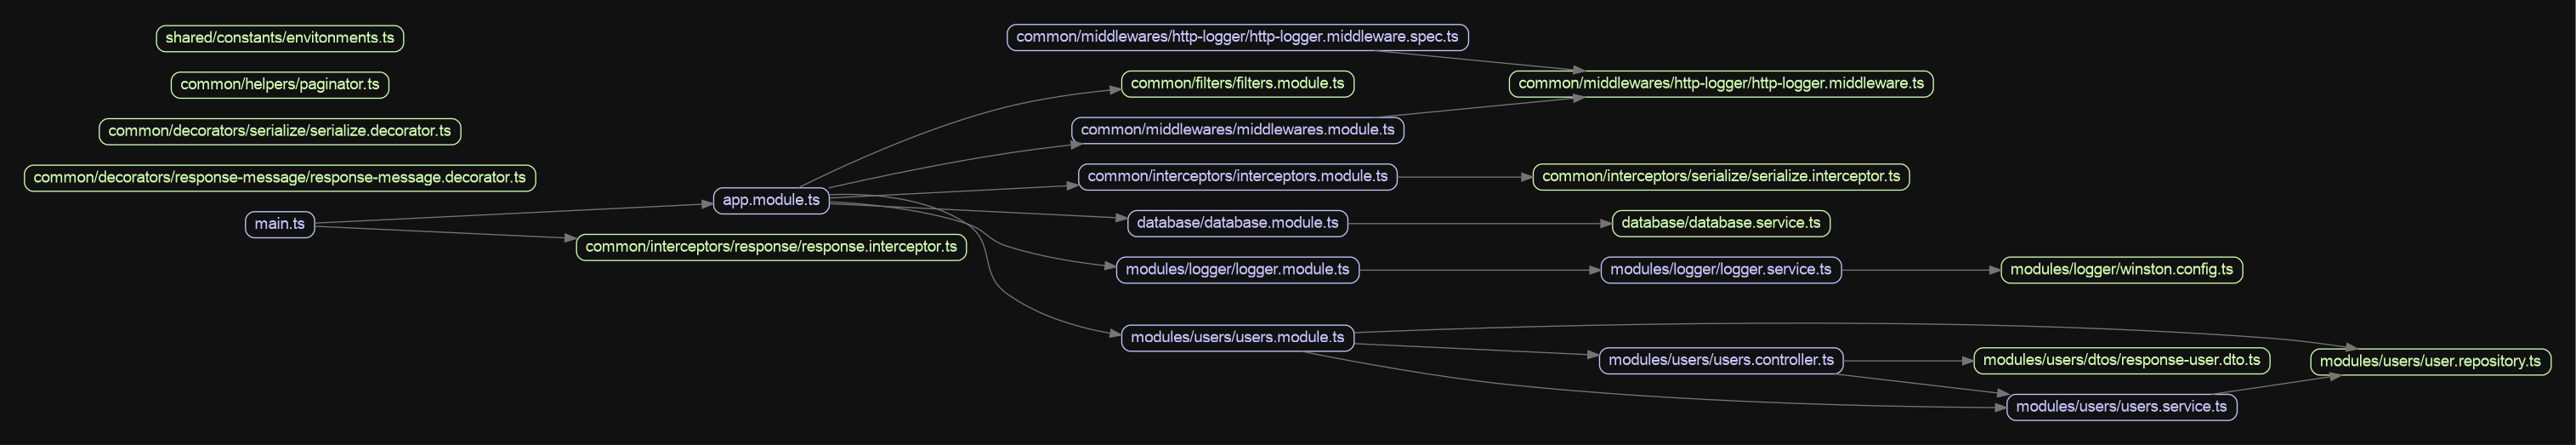 shared/constants/envitonments.ts
common/helpers/paginator.ts
common/decorators/serialize/serialize.decorator.ts
common/decorators/response-message/response-message.decorator.ts
main.ts
app.module.ts
common/interceptors/response/response.interceptor.ts
common/middlewares/http-logger/http-logger.middleware.spec.ts
common/filters/filters.module.ts
common/middlewares/middlewares.module.ts
common/interceptors/interceptors.module.ts
database/database.module.ts
modules/logger/logger.module.ts
modules/users/users.module.ts
common/middlewares/http-logger/http-logger.middleware.ts
common/interceptors/serialize/serialize.interceptor.ts
database/database.service.ts
modules/logger/logger.service.ts
modules/users/users.controller.ts
modules/logger/winston.config.ts
modules/users/dtos/response-user.dto.ts
modules/users/users.service.ts
modules/users/user.repository.ts